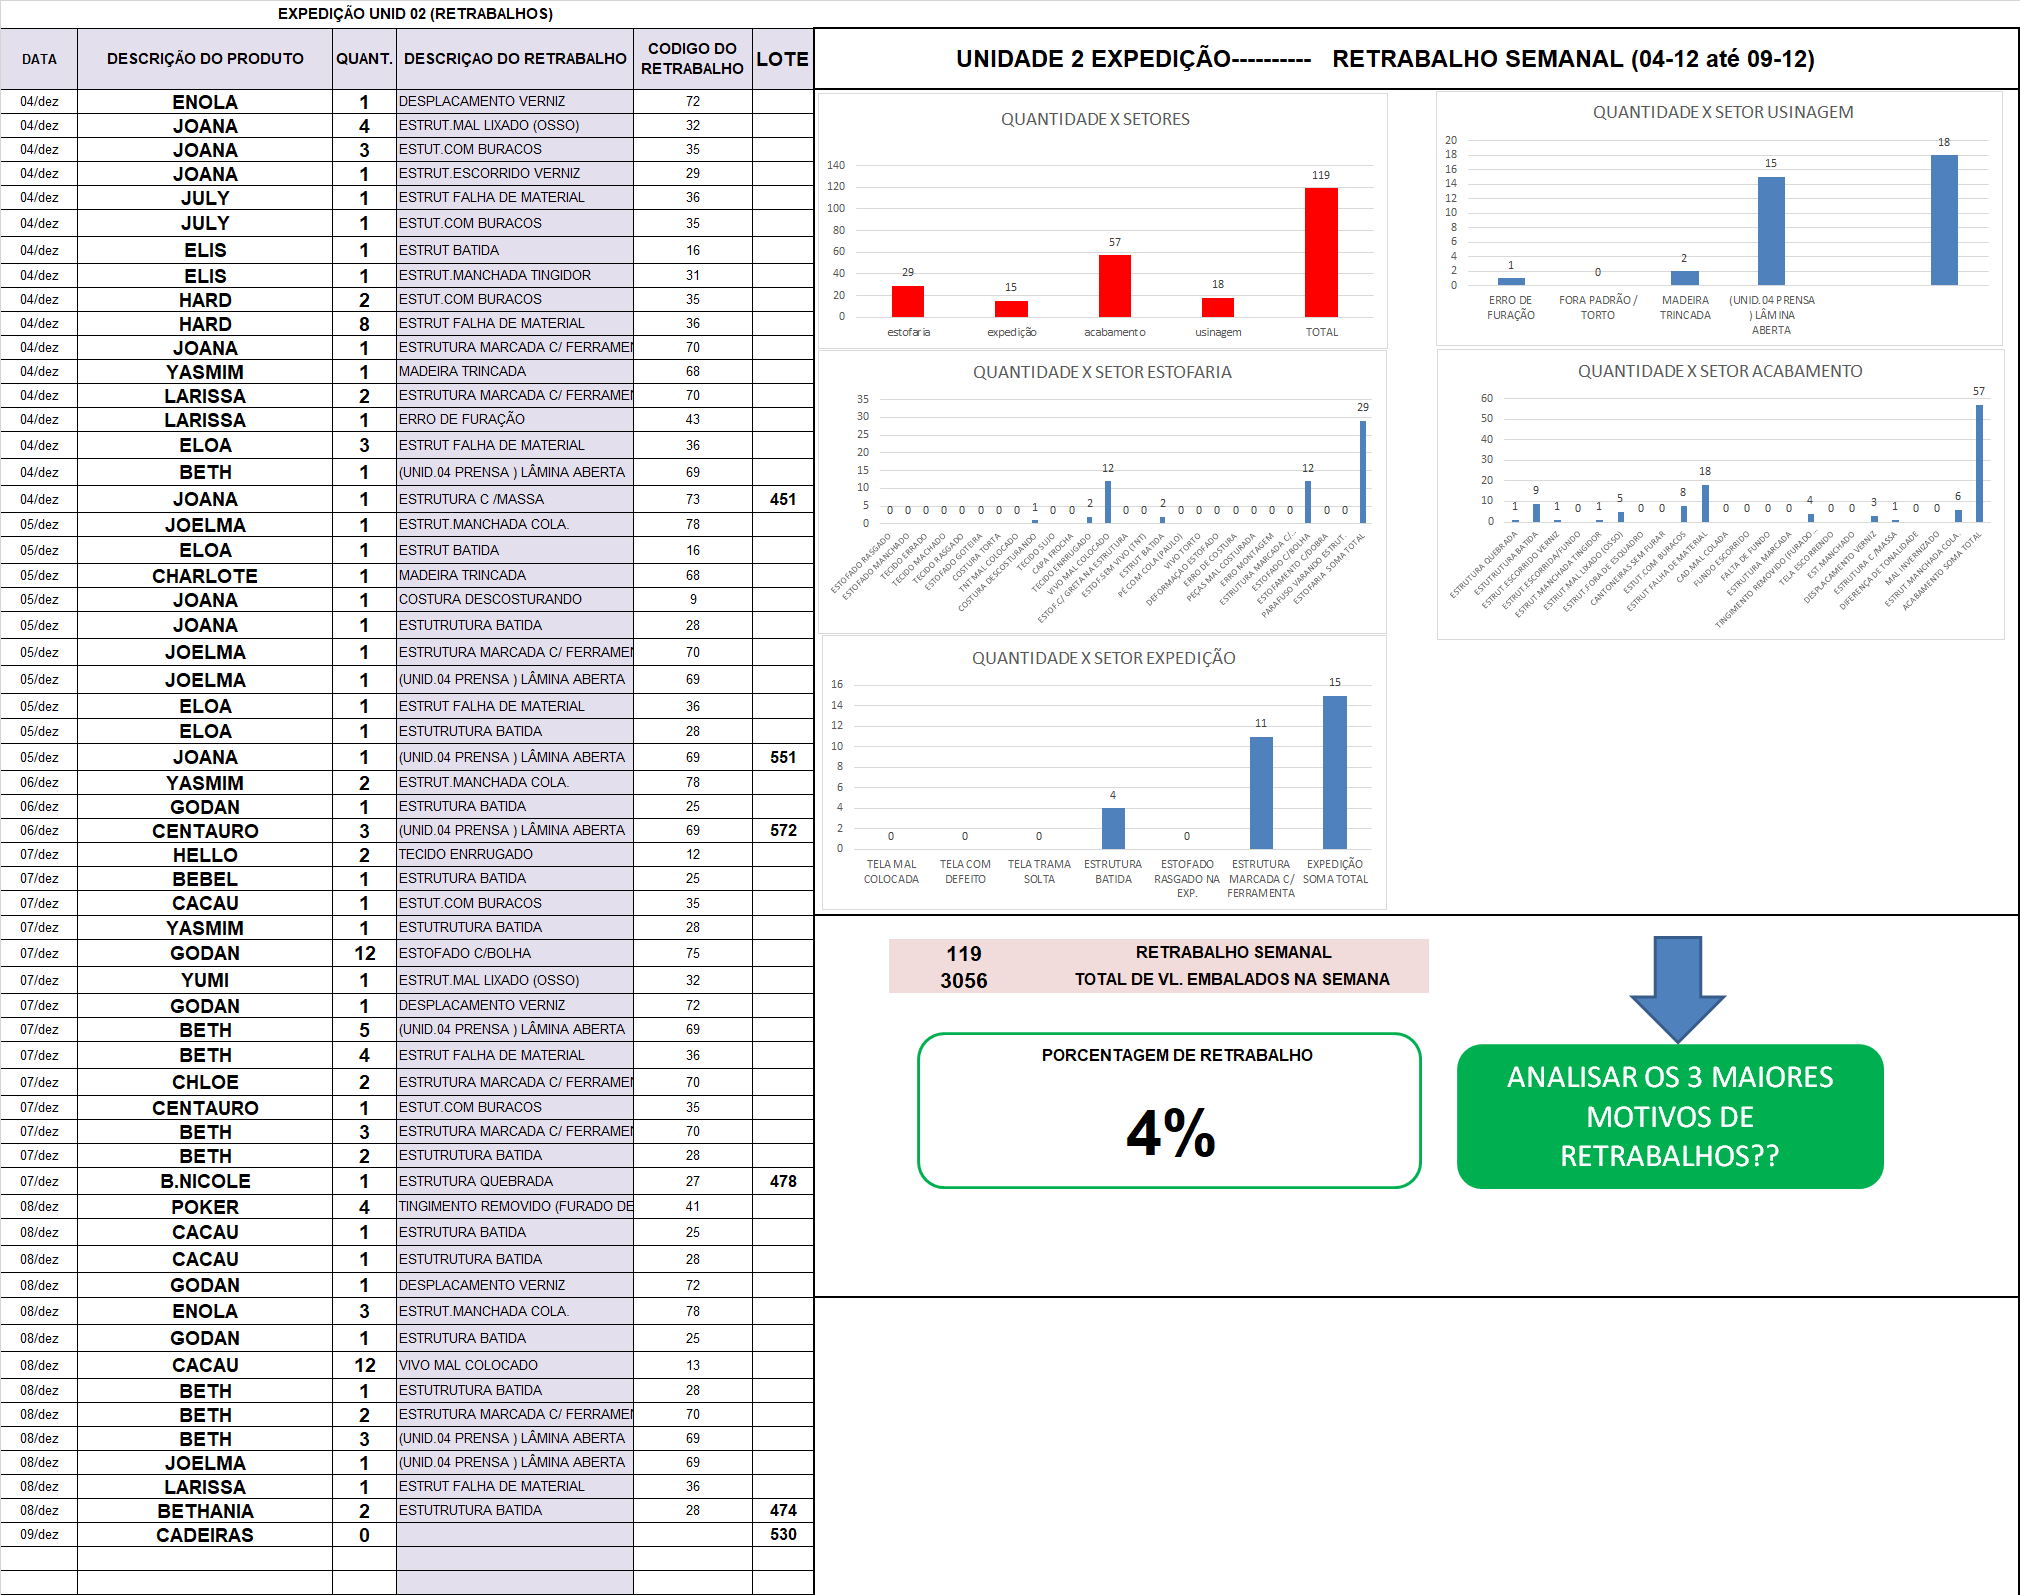 EXPEDIÇÃO UNID 02 (RETRABALHOS)
DATA DESCRIÇÃO DO PRODUTO QUANT. DESCRIÇAO DO RETRABALHO CODIGO DO RETRABALHO LOTE
04/dez ENOLA 1 DESPLACAMENTO VERNIZ 72
04/dez JOANA 4 ESTRUT.MAL LIXADO (OSSO) 32
04/dez JOANA 3 ESTUT.COM BURACOS 35
04/dez JOANA 1 ESTRUT.ESCORRIDO VERNIZ 29
04/dez JULY 1 ESTRUT FALHA DE MATERIAL 36
04/dez JULY 1 ESTUT.COM BURACOS 35
04/dez ELIS 1 ESTRUT BATIDA 16
04/dez ELIS 1 ESTRUT.MANCHADA TINGIDOR 31
04/dez HARD 2 ESTUT.COM BURACOS 35
04/dez HARD 8 ESTRUT FALHA DE MATERIAL 36
04/dez JOANA 1 ESTRUTURA MARCADA C/ FERRAMEN 70
04/dez YASMIM 1 MADEIRA TRINCADA 68
04/dez LARISSA 2 ESTRUTURA MARCADA C/ FERRAMEN 70
04/dez LARISSA 1 ERRO DE FURAÇÃO 43
04/dez ELOA 3 ESTRUT FALHA DE MATERIAL 36
04/dez BETH 1 (UNID.04 PRENSA ) LÂMINA ABERTA 69
04/dez JOANA 1 ESTRUTURA C /MASSA 73 451
05/dez JOELMA 1 ESTRUT.MANCHADA COLA. 78
05/dez ELOA 1 ESTRUT BATIDA 16
05/dez CHARLOTE 1 MADEIRA TRINCADA 68
05/dez JOANA 1 COSTURA DESCOSTURANDO 9
05/dez JOANA 1 ESTUTRUTURA BATIDA 28
05/dez JOELMA 1 ESTRUTURA MARCADA C/ FERRAMEN 70
05/dez JOELMA 1 (UNID.04 PRENSA ) LÂMINA ABERTA 69
05/dez ELOA 1 ESTRUT FALHA DE MATERIAL 36
05/dez ELOA 1 ESTUTRUTURA BATIDA 28
05/dez JOANA 1 (UNID.04 PRENSA ) LÂMINA ABERTA 69 551
06/dez YASMIM 2 ESTRUT.MANCHADA COLA. 78
06/dez GODAN 1 ESTRUTURA BATIDA 25
06/dez CENTAURO 3 (UNID.04 PRENSA ) LÂMINA ABERTA 69 572
07/dez HELLO 2 TECIDO ENRRUGADO 12
07/dez BEBEL 1 ESTRUTURA BATIDA 25
07/dez CACAU 1 ESTUT.COM BURACOS 35
07/dez YASMIM 1 ESTUTRUTURA BATIDA 28
07/dez GODAN 12 ESTOFADO C/BOLHA 75
07/dez YUMI 1 ESTRUT.MAL LIXADO (OSSO) 32
07/dez GODAN 1 DESPLACAMENTO VERNIZ 72
07/dez BETH 5 (UNID.04 PRENSA ) LÂMINA ABERTA 69
07/dez BETH 4 ESTRUT FALHA DE MATERIAL 36
07/dez CHLOE 2 ESTRUTURA MARCADA C/ FERRAMEN 70
07/dez CENTAURO 1 ESTUT.COM BURACOS 35
07/dez BETH 3 ESTRUTURA MARCADA C/ FERRAMEN 70
07/dez BETH 2 ESTUTRUTURA BATIDA 28
07/dez B.NICOLE 1 ESTRUTURA QUEBRADA 27 478
08/dez POKER 4 TINGIMENTO REMOVIDO (FURADO DE 41
08/dez CACAU 1 ESTRUTURA BATIDA 25
08/dez CACAU 1 ESTUTRUTURA BATIDA 28
08/dez GODAN 1 DESPLACAMENTO VERNIZ 72
08/dez ENOLA 3 ESTRUT.MANCHADA COLA. 78
08/dez GODAN 1 ESTRUTURA BATIDA 25
08/dez CACAU 12 VIVO MAL COLOCADO 13
08/dez BETH 1 ESTUTRUTURA BATIDA 28
08/dez BETH 2 ESTRUTURA MARCADA C/ FERRAMEN 70
08/dez BETH 3 (UNID.04 PRENSA ) LÂMINA ABERTA 69
08/dez JOELMA 1 (UNID.04 PRENSA ) LÂMINA ABERTA 69
08/dez LARISSA 1 ESTRUT FALHA DE MATERIAL 36
08/dez BETHANIA 2 ESTUTRUTURA BATIDA 28 474
09/dez CADEIRAS 0 530
UNIDADE 2 EXPEDIÇÃO---------- RETRABALHO SEMANAL (04-12 até 09-12)
QUANTIDADE X SETORES
140
120
100
80
60
40
20
0
29 15 57 18 119
estofaria expedição acabamento usinagem TOTAL
QUANTIDADE X SETOR USINAGEM
20
18
16
14
12
10
8
6
4
2
0
1 0 2 15 18
ERRO DE FURAÇÃO
FORA PADRÃO / TORTO
MADEIRA TRINCADA
(UNID.04 PRENSA ) LÂMINA ABERTA
QUANTIDADE X SETOR ESTOFARIA
35
30
25
20
15
10
5
0
0 0 0 0 0 0 0 0 1 0 0 2 12 0 0 2 0 0 0 0 0 0 0 12 0 0 29
ESTOFADO RASGADO
ESTOFADO MANCHADO
TECIDO ERRADO
TECIDO MACHADO
TECIDO RASGADO
ESTOFADO GOTEIRA
COSTURA TORTA
TNT MAL COLOCADO
COSTURA DESCOSTURANDO
TECIDO SUJO
CAPA FROCHA
TECIDO ENRUGADO
VIVO MAL COLOCADO
ESTOF.C/ GRETA NA ESTRUTURA
ESTOF SEM VIVO (TNT)
ESTRUT BATIDA
PÉ COM COLA (PAULO)
VIVO TORTO
DEFORMAÇÃO ESTOFADO
ERRO DE COSTURA
PEÇAS MAL COSTURADA
ERRO MONTAGEM
ESTRUTURA MARCADA C/...
ESTOFADO C/BOLHA
ESTOFAMENTO C/DOBRA
PARAFUSO VARANDO ESTRUT.
ESTOFARIA SOMA TOTAL
QUANTIDADE X SETOR ACABAMENTO
60
50
40
30
20
10
0
1 9 1 0 1 5 0 0 8 18 0 0 0 0 4 0 0 3 1 0 0 6 57
ESTRUTURA QUEBRADA
ESTUTRUTURA BATIDA
ESTRUT.ESCORRIDO VERNIZ
ESTRUT.ESCORRIDA/FUNDO
ESTRUT.MANCHADA TINGIDOR
ESTRUT.MAL LIXADO (OSSO)
ESTRUT.FORA DE ESQUADRO
CANTONEIRAS SEM FURAR
ESTUT.COM BURACOS
ESTRUT FALHA DE MATERIAL
CAD.MAL COLADA
FUNDO ESCORRIDO
FALTA DE FUNDO
ESTRUTURA MARCADA
TINGIMENTO REMOVIDO (FURADO...
TELA ESCORRENDO
EST.MANCHADO
DISPLACAMENTO VERNIZ
ESTRUTURA C /MASSA
DIFERENÇA DE TONALIDADE
MAL INVERNIZADO
ESTRUT.MANCHADA COLA.
ACABAMENTO SOMA TOTAL
QUANTIDADE X SETOR EXPEDIÇÃO
16
14
12
10
8
6
4
2
0
0 0 0 4 0 11 15
TELA MAL COLOCADA
TELA COM DEFEITO
TELA TRAMA SOLTA
ESTRUTURA BATIDA
ESTOFADO RASGADO NA EXP.
ESTRUTURA MARCADA C/ FERRAMENTA
EXPEDIÇÃO SOMA TOTAL
119 RETRABALHO SEMANAL
3056 TOTAL DE VL. EMBALADOS NA SEMANA
PORCENTAGEM DE RETRABALHO
4%
ANALISAR OS 3 MAIORES
MOTIVOS DE
RETRABALHOS??